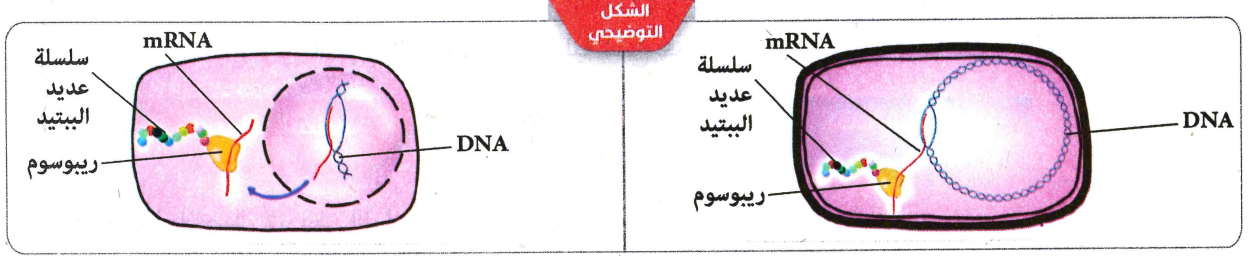 الشكل
التوضيحي
mRNA
سلسلة
عديد
الببتيد
DNA
ريبوسوم
mRNA
سلسلة
عديد
الببتيد
ريبوسوم
DNA